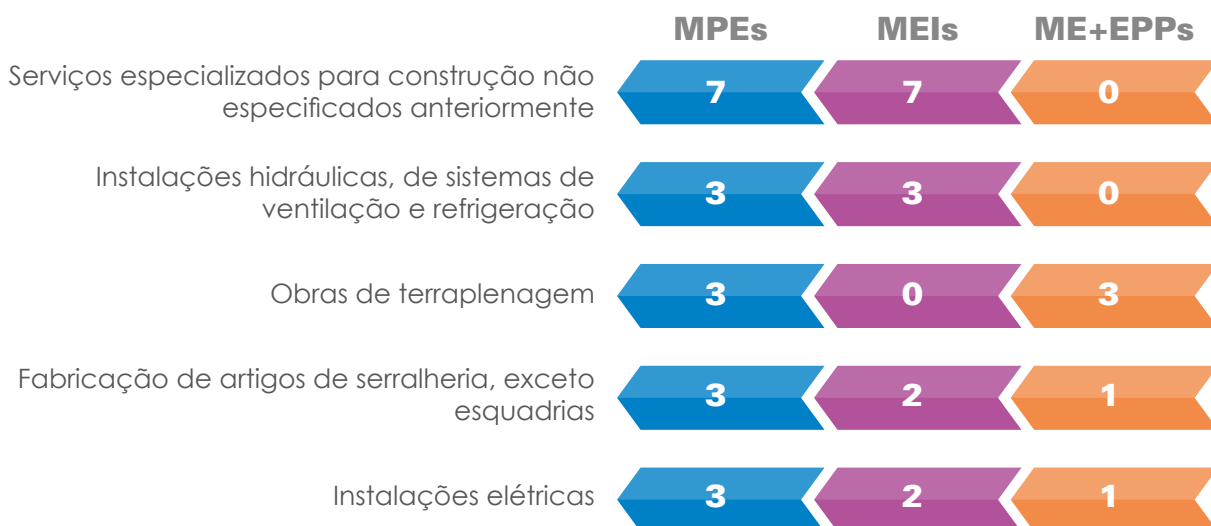 MPEs MEIs ME+EPPs
Serviços especializados para construção não
especificados anteriormente
7 7 0
Instalações hidráulicas, de sistemas de
ventilação e refrigeração
3 3 0
Obras de terraplenagem
3 0 3
Fabricação de artigos de serralheria, exceto
esquadrias
3 2 1
Instalações elétricas
3 2 1